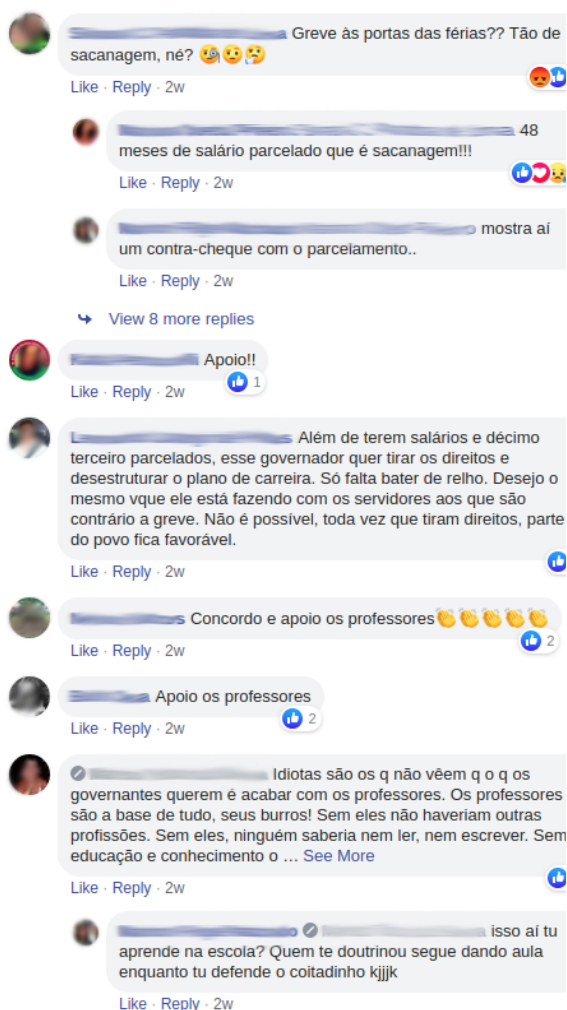 Greve às portas das férias?? Tão de
sacanagem, né? 🧐🤨🤔
Like · Reply · 2w
48
meses de salário parcelado que é sacanagem!!!
Like · Reply · 2w
mostra aí
um contra-cheque com o parcelamento..
Like · Reply · 2w
View 8 more replies
Apoio!!
1
Like · Reply · 2w
Além de terem salários e décimo
terceiro parcelados, esse governador quer tirar os direitos e
desestruturar o plano de carreira. Só falta bater de relho. Desejo o
mesmo vque ele está fazendo com os servidores aos que são
contrário a greve. Não é possível, toda vez que tiram direitos, parte
do povo fica favorável.
Like · Reply · 2w
Concordo e apoio os professores👏👏👏👏👏
2
Like · Reply · 2w
Apoio os professores
2
Like · Reply · 2w
Idiotas são os q não vêem q o q os
governantes querem é acabar com os professores. Os professores
são a base de tudo, seus burros! Sem eles não haveriam outras
profissões. Sem eles, ninguém saberia nem ler, nem escrever. Sem
educação e conhecimento o … See More
Like · Reply · 2w
isso aí tu
aprende na escola? Quem te doutrinou segue dando aula
enquanto tu defende o coitadinho kjjjk
Like · Reply · 2w